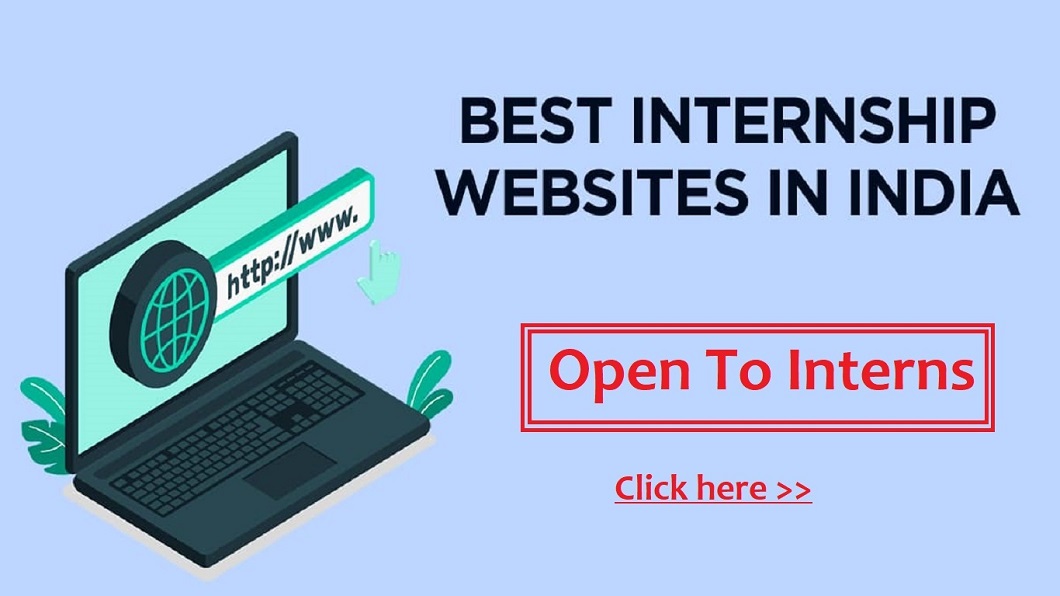 BEST INTERNSHIP
WEBSITES IN INDIA
http://www.
Open To Interns
Click here >>